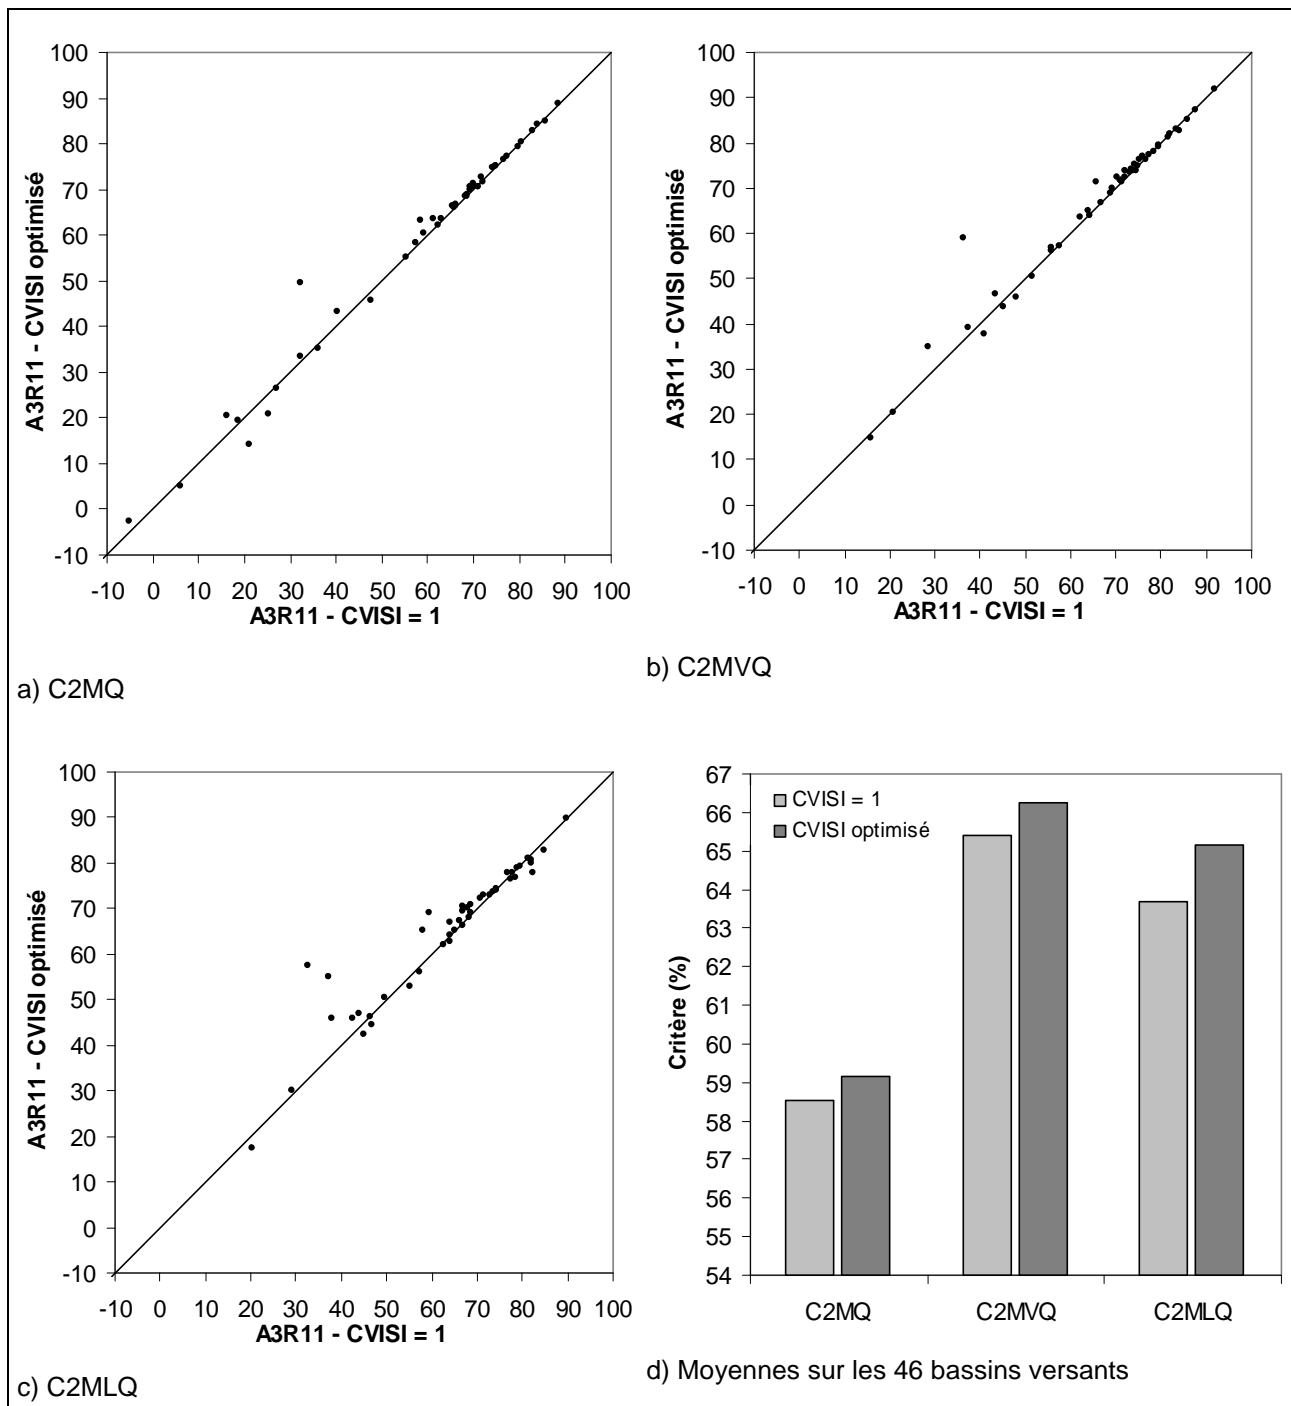 100
90
80
70
60
50
40
30
20
10
0
-10
-10 0 10 20 30 40 50 60 70 80 90 100
A3R11 - CVISI optimisé
A3R11 - CVISI = 1
a) C2MQ
100
90
80
70
60
50
40
30
20
10
0
-10
-10 0 10 20 30 40 50 60 70 80 90 100
A3R11 - CVISI optimisé
A3R11 - CVISI = 1
b) C2MVQ
100
90
80
70
60
50
40
30
20
10
0
-10
-10 0 10 20 30 40 50 60 70 80 90 100
A3R11 - CVISI optimisé
A3R11 - CVISI = 1
c) C2MLQ
67
66
65
64
63
62
61
60
59
58
57
56
55
54
Critère (%)
CVISI = 1
CVISI optimisé
C2MQ C2MVQ C2MLQ
d) Moyennes sur les 46 bassins versants